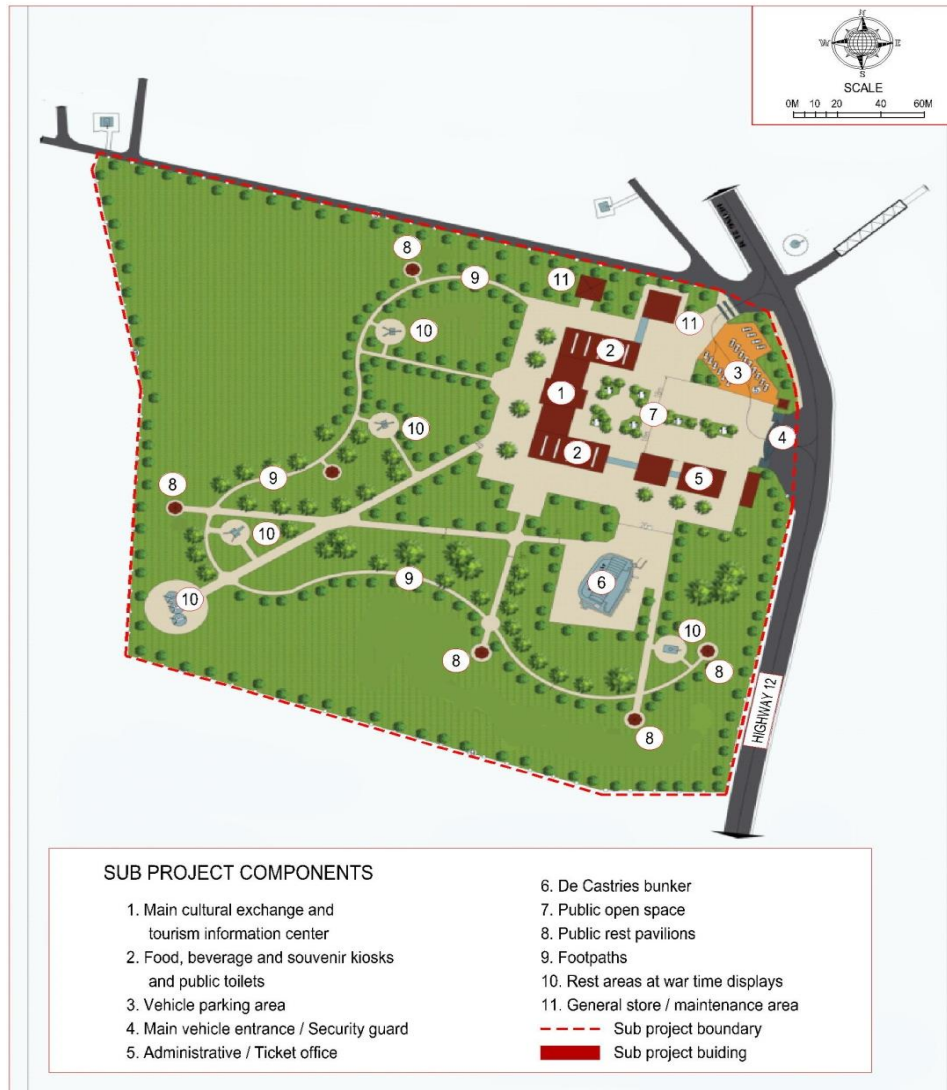 N
W E
S
SCALE
0M 10 20 40 60M
8
9
11
11
10
2
3
1
7
4
10
2
5
8
9
10
9
6
10
10
8
8
8
HIGHWAY 12
SUB PROJECT COMPONENTS
1. Main cultural exchange and
tourism information center
2. Food, beverage and souvenir kiosks
and public toilets
3. Vehicle parking area
4. Main vehicle entrance / Security guard
5. Administrative / Ticket office
6. De Castries bunker
7. Public open space
8. Public rest pavilions
9. Footpaths
10. Rest areas at war time displays
11. General store / maintenance area
Sub project boundary
Sub project buiding